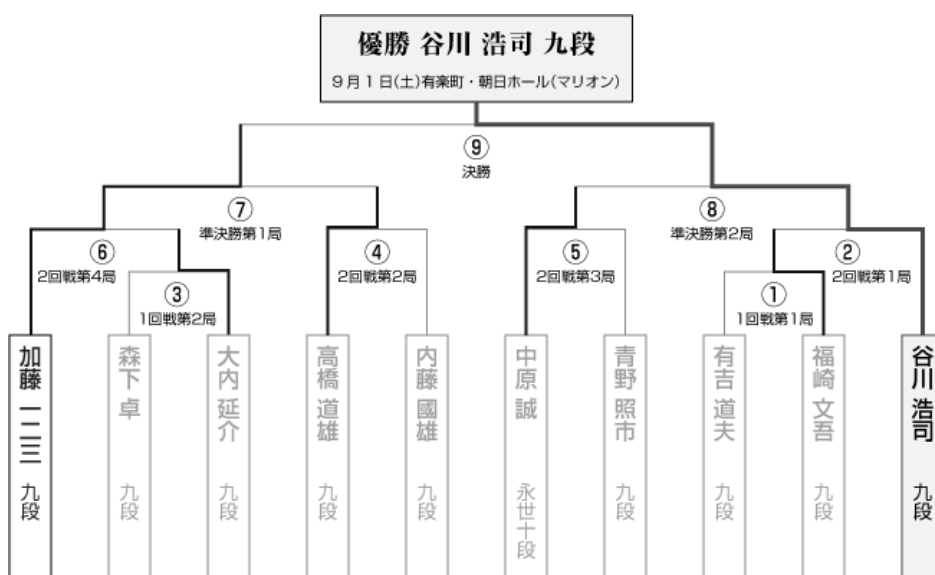 優勝 谷川 浩司 九段
9月1日(土)有楽町・朝日ホール(マリオン)
⑨
決勝
⑦
準決勝第1局
⑧
準決勝第2局
⑥
2回戦第4局
④
2回戦第2局
⑤
2回戦第3局
②
2回戦第1局
③
1回戦第2局
①
1回戦第1局
加藤 一二三 九段
森下 卓 九段
大内 延介 九段
高橋 道雄 九段
内藤 國雄 九段
中原 誠 永世十段
青野 照市 九段
有吉 道夫 九段
福崎 文吾 九段
谷川 浩司 九段